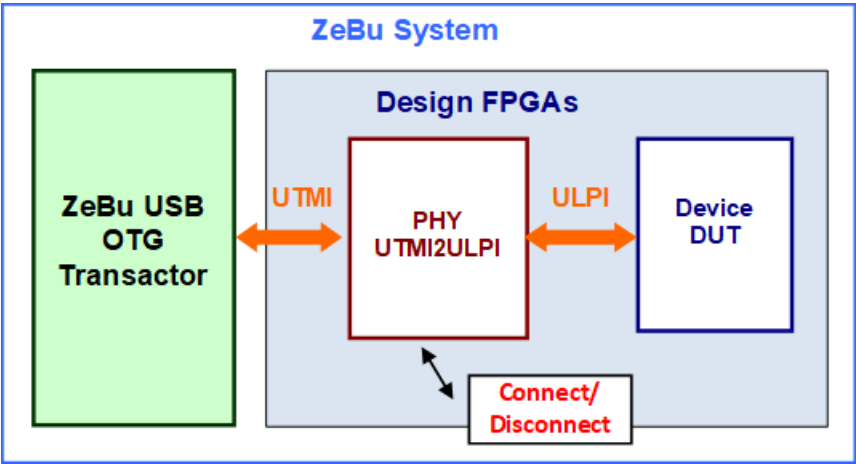 ZeBu System
Design FPGAs
ZeBu USB
OTG
Transactor
UTMI
PHY
UTMI2ULPI
ULPI
Device
DUT
Connect/
Disconnect